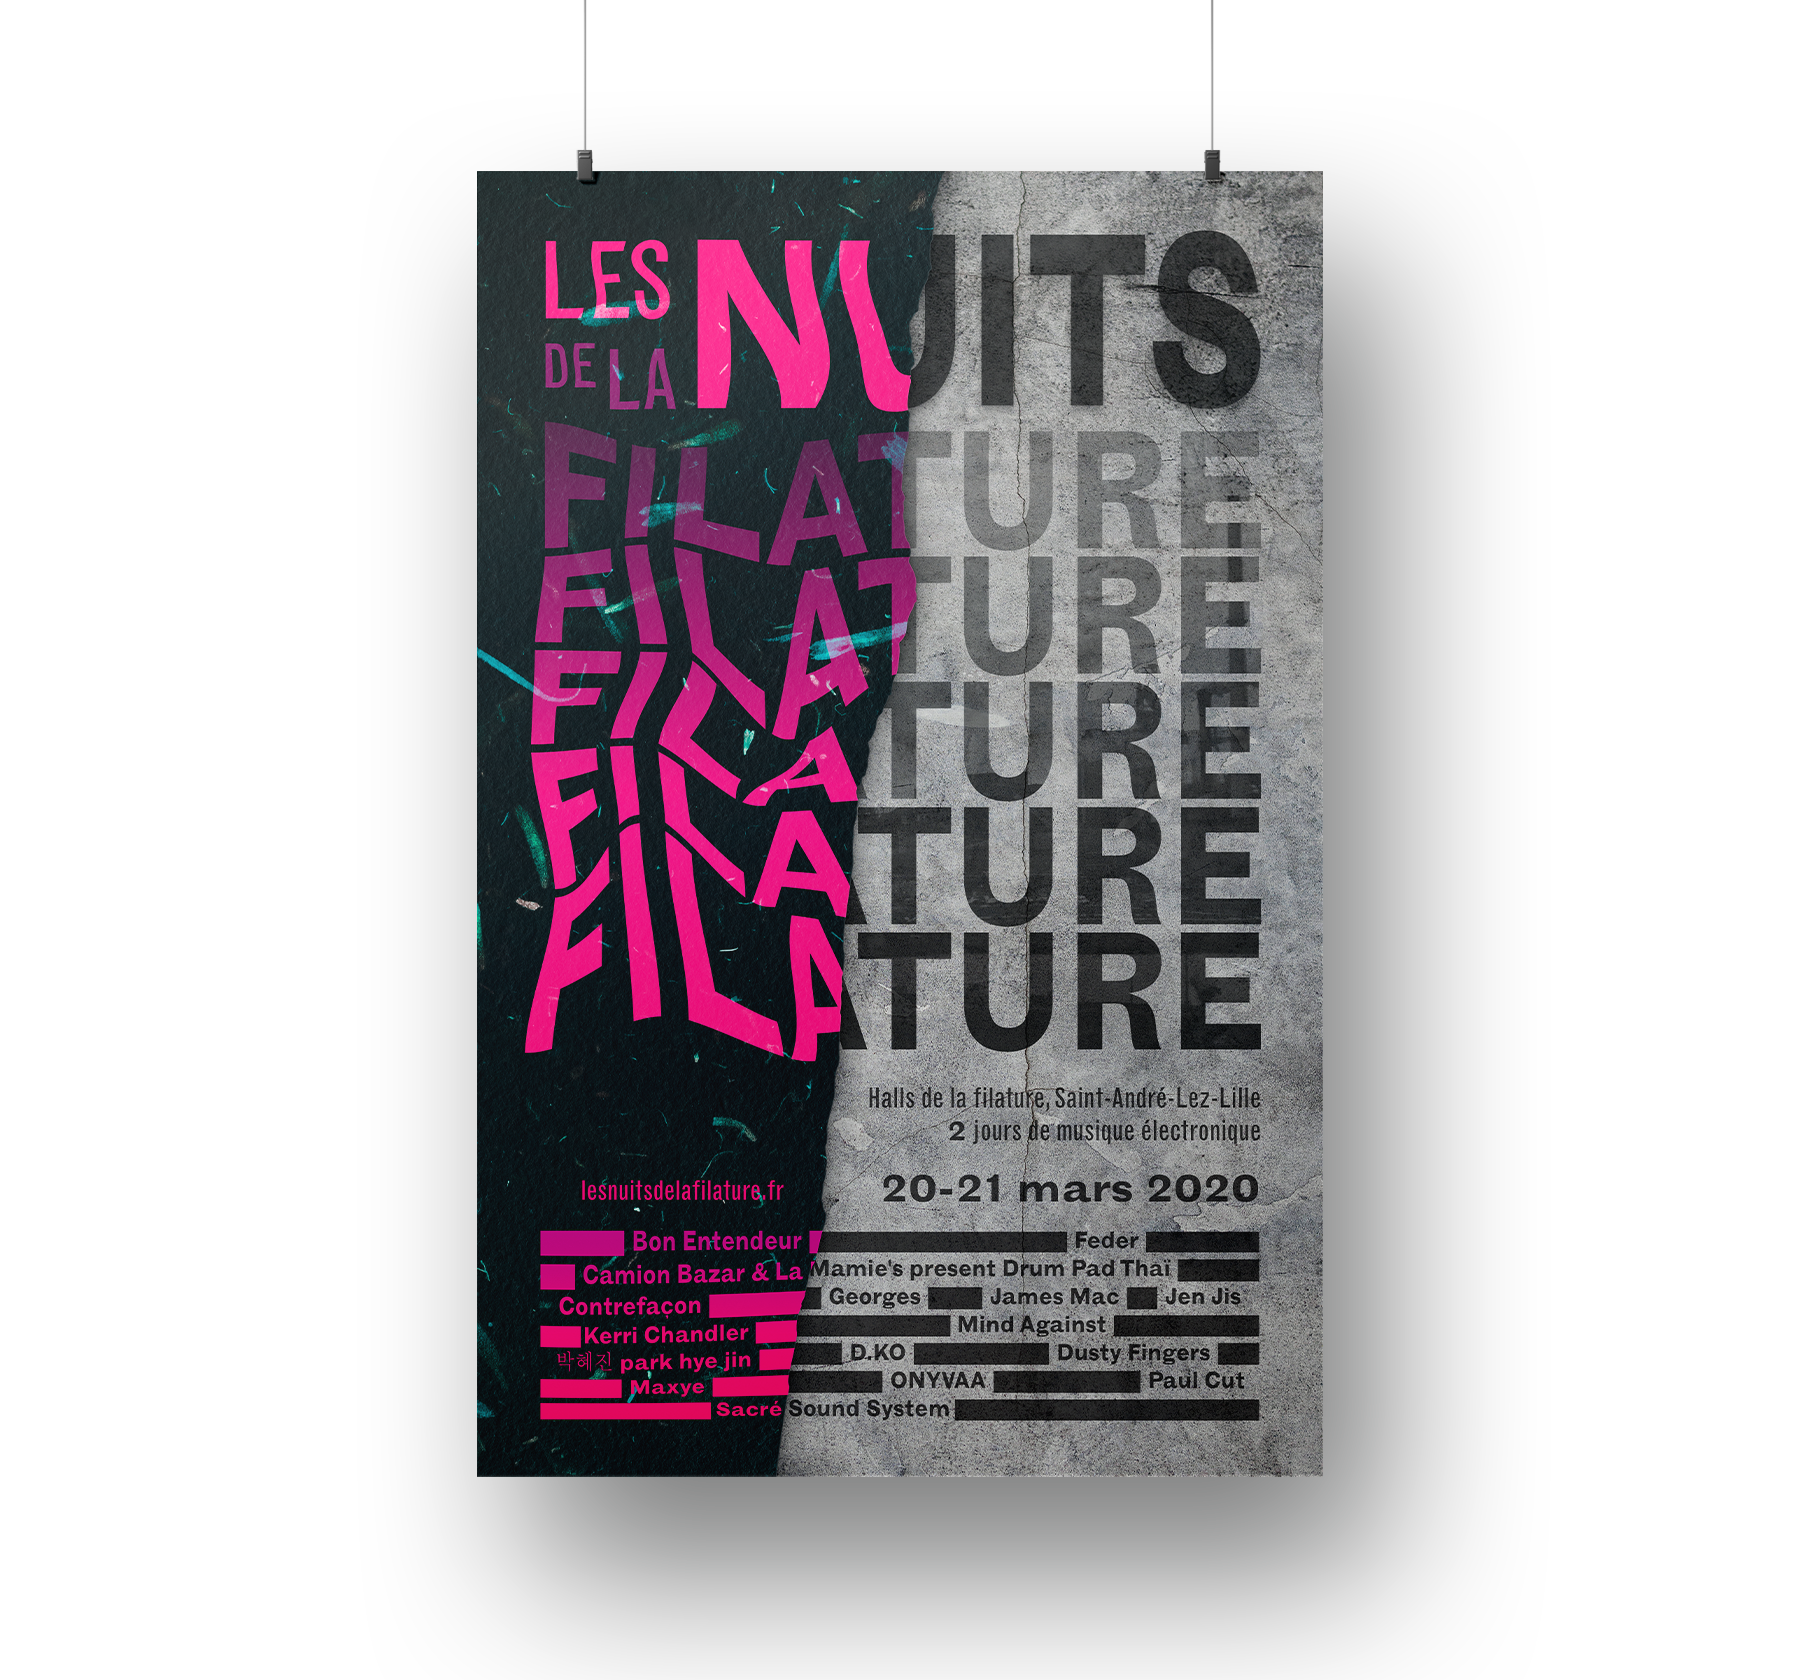 LES NUITS
DE LA
FILATURE
FILATURE
FILATURE
FILATURE
FILATURE
Halls de la filature, Saint-André-Lez-Lille
2 jours de musique électronique
lesnuitsdelafilature.fr
20-21 mars 2020
Bon Entendeur Feder
Camion Bazar & La Mamie's present Drum Pad Thaï
Contrefaçon Georges James Mac Jen Jis
Kerri Chandler Mind Against
박혜진 park hye jin D.KO Dusty Fingers
Maxye ONYVAA Paul Cut
Sacré Sound System